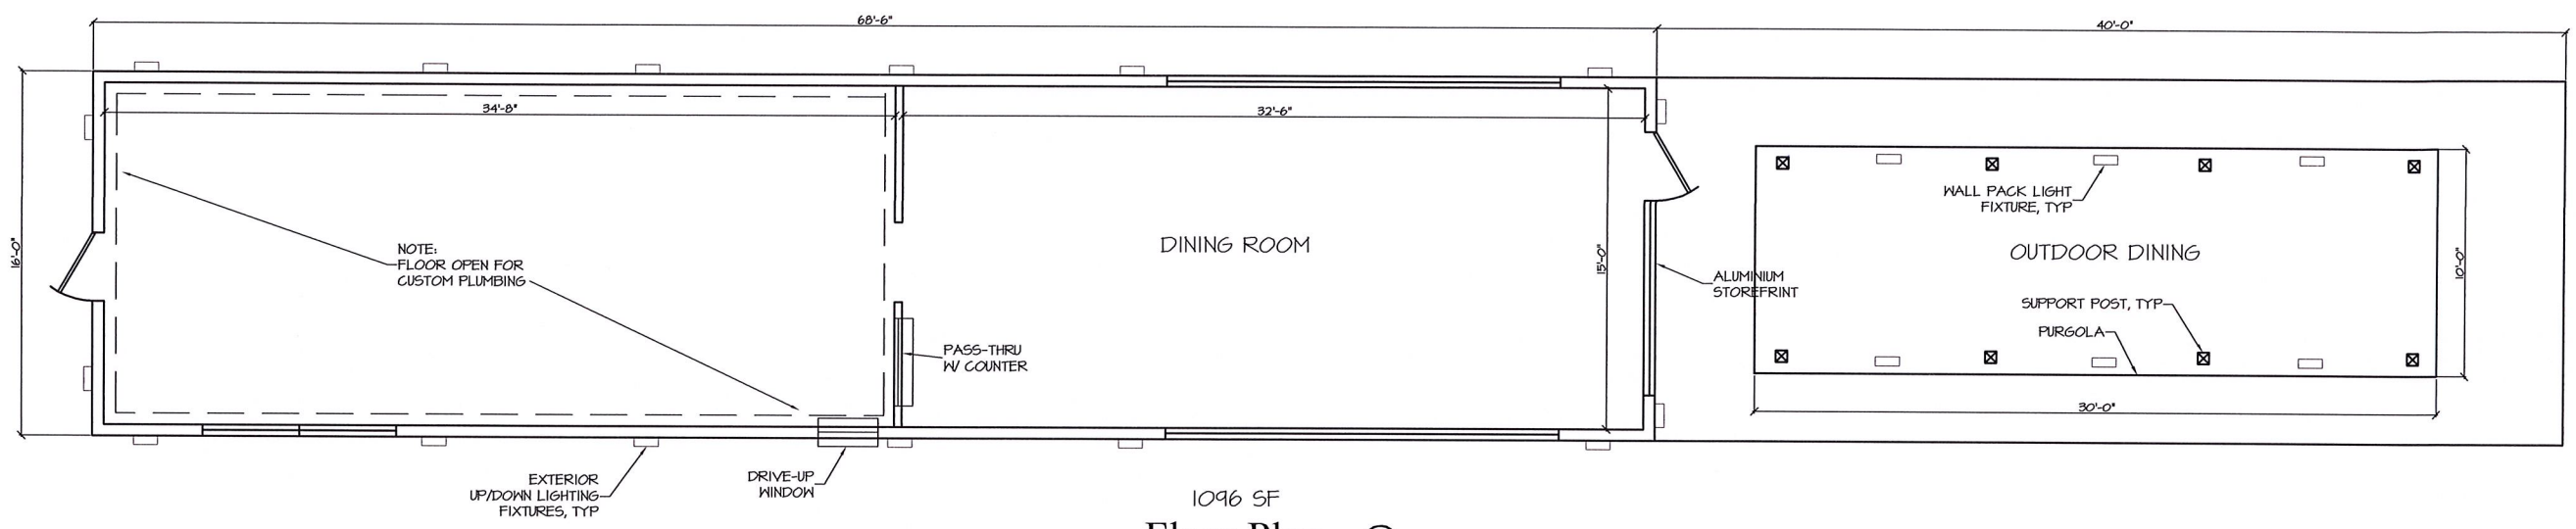 68'-6"
40'-0"
34'-8"
32'-6"
16'-0"
15'-0"
10'-0"
30'-0"
NOTE:
FLOOR OPEN FOR
CUSTOM PLUMBING
DINING ROOM
PASS-THRU
W/ COUNTER
WALL PACK LIGHT
FIXTURE, TYP
OUTDOOR DINING
ALUMINIUM
STOREFRINT
SUPPORT POST, TYP
PURGOLA
EXTERIOR
UP/DOWN LIGHTING
FIXTURES, TYP
DRIVE-UP
WINDOW
1096 SF